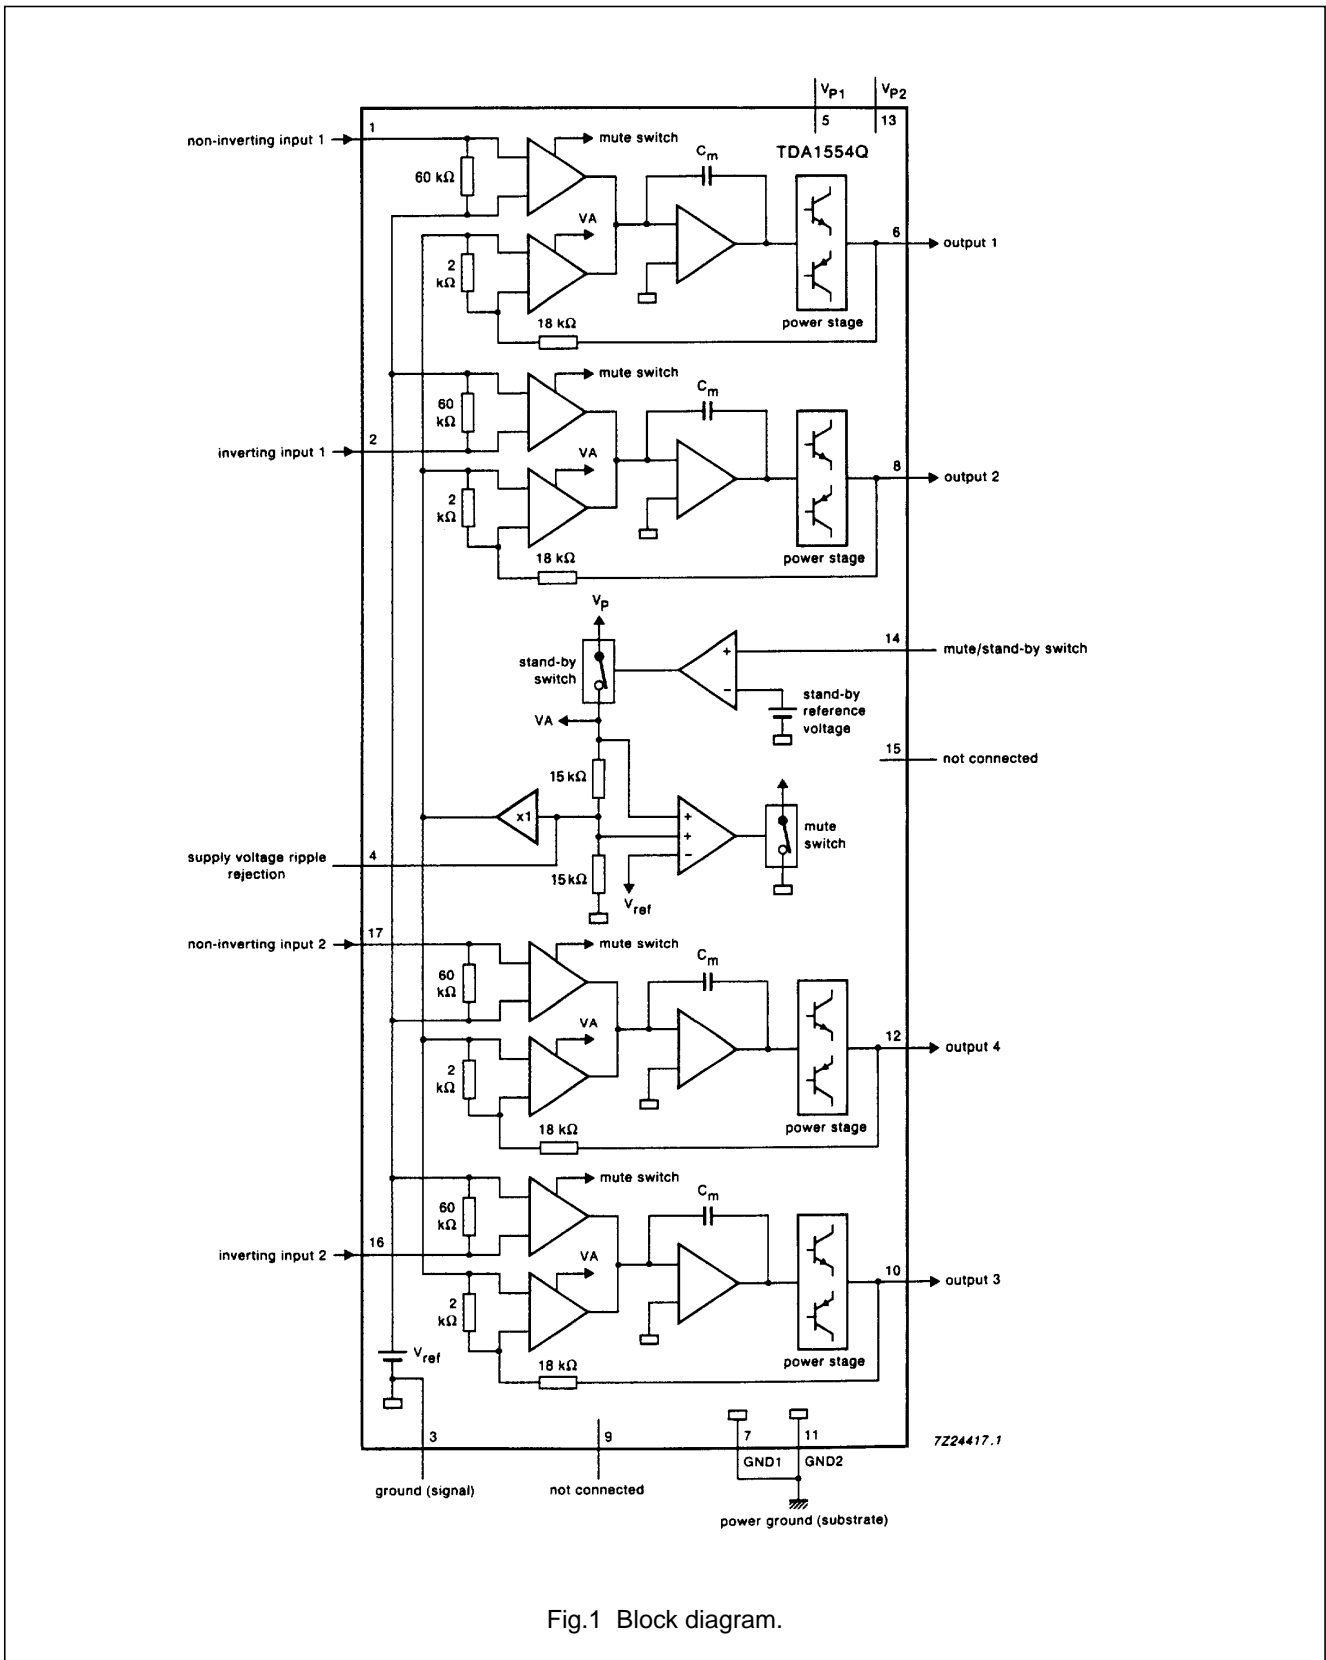 VP1
VP2
5
13
TDA1554Q
non-inverting input 1
1
mute switch
Cm
60 kΩ
VA
6
output 1
2
kΩ
power stage
18 kΩ
mute switch
Cm
60
kΩ
2
inverting input 1
VA
8
output 2
2
kΩ
power stage
18 kΩ
VP
14
mute/stand-by switch
+
stand-by
switch
−
stand-by
reference
voltage
VA
15
not connected
15 kΩ
x1
+
+
−
mute
switch
4
supply voltage ripple
rejection
15 kΩ
Vref
non-inverting input 2
17
mute switch
Cm
60
kΩ
VA
12
output 4
2
kΩ
power stage
18 kΩ
mute switch
Cm
60
kΩ
16
inverting input 2
VA
10
output 3
2
kΩ
power stage
Vref
18 kΩ
3
9
7
11
7Z24417.1
GND1
GND2
ground (signal)
not connected
power ground (substrate)
Fig.1 Block diagram.